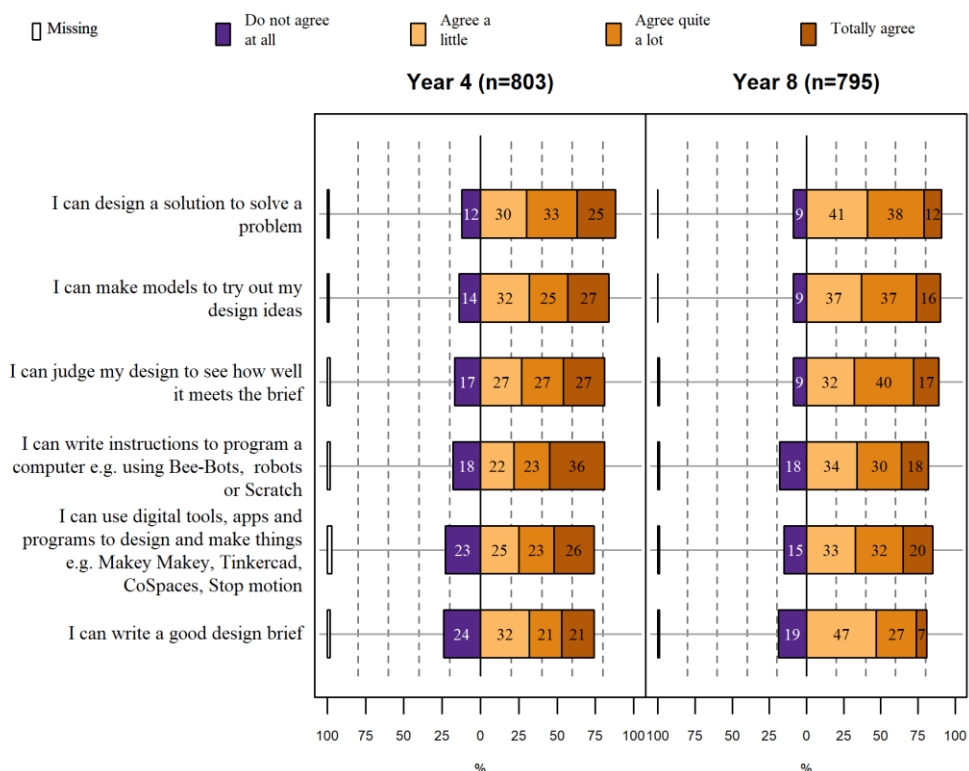 Missing
Do not agree
at all
Agree a
little
Agree quite
a lot
Totally agree
Year 4 (n=803)
Year 8 (n=795)
I can design a solution to solve a
problem
12 30 33 25
9 41 38 12
I can make models to try out my
design ideas
14 32 25 27
9 37 37 16
I can judge my design to see how well
it meets the brief
17 27 27 27
9 32 40 17
I can write instructions to program a
computer e.g. using Bee-Bots, robots
or Scratch
18 22 23 36
18 34 30 18
I can use digital tools, apps and
programs to design and make things
e.g. Makey Makey, Tinkercad,
CoSpaces, Stop motion
23 25 23 26
15 33 32 20
I can write a good design brief
24 32 21 21
19 47 27 7
100 75 50 25 0 25 50 75 100
100 75 50 25 0 25 50 75 100
%
%